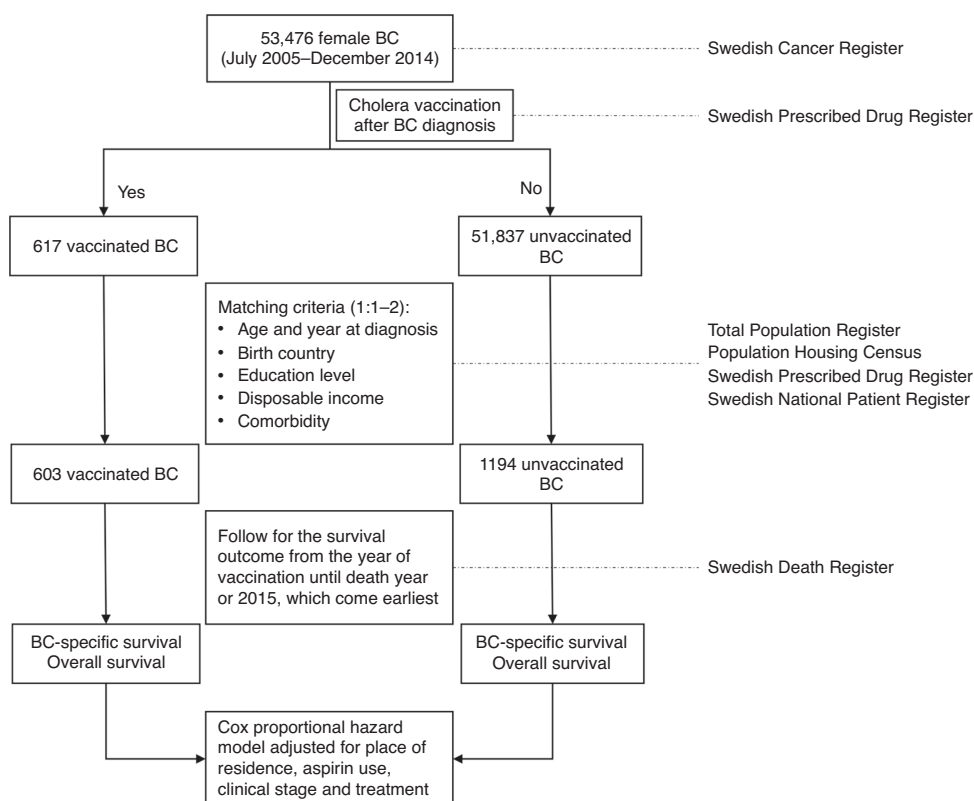 53,476 female BC
(July 2005–December 2014)
Swedish Cancer Register
Cholera vaccination
after BC diagnosis
Swedish Prescribed Drug Register
Yes
No
617 vaccinated BC
51,837 unvaccinated
BC
Matching criteria (1:1–2):
• Age and year at diagnosis
• Birth country
• Education level
• Disposable income
• Comorbidity
Total Population Register
Population Housing Census
Swedish Prescribed Drug Register
Swedish National Patient Register
603 vaccinated BC
1194 unvaccinated
BC
Follow for the survival
outcome from the year of
vaccination until death year
or 2015, which come earliest
Swedish Death Register
BC-specific survival
Overall survival
BC-specific survival
Overall survival
Cox proportional hazard
model adjusted for place of
residence, aspirin use,
clinical stage and treatment